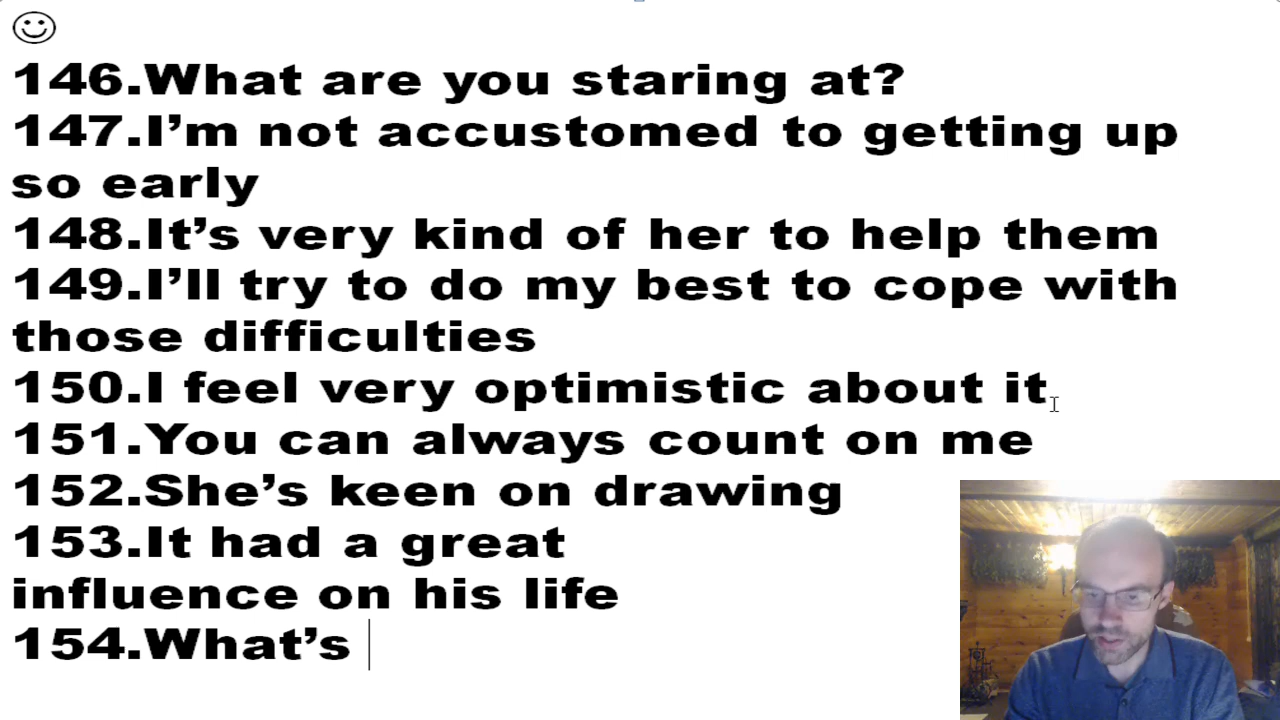 146.What are you staring at?
147.I’m not accustomed to getting up
so early
148.It’s very kind of her to help them
149.I’ll try to do my best to cope with
those difficulties
150.I feel very optimistic about it
151.You can always count on me
152.She’s keen on drawing
153.It had a great
influence on his life
154.What’s